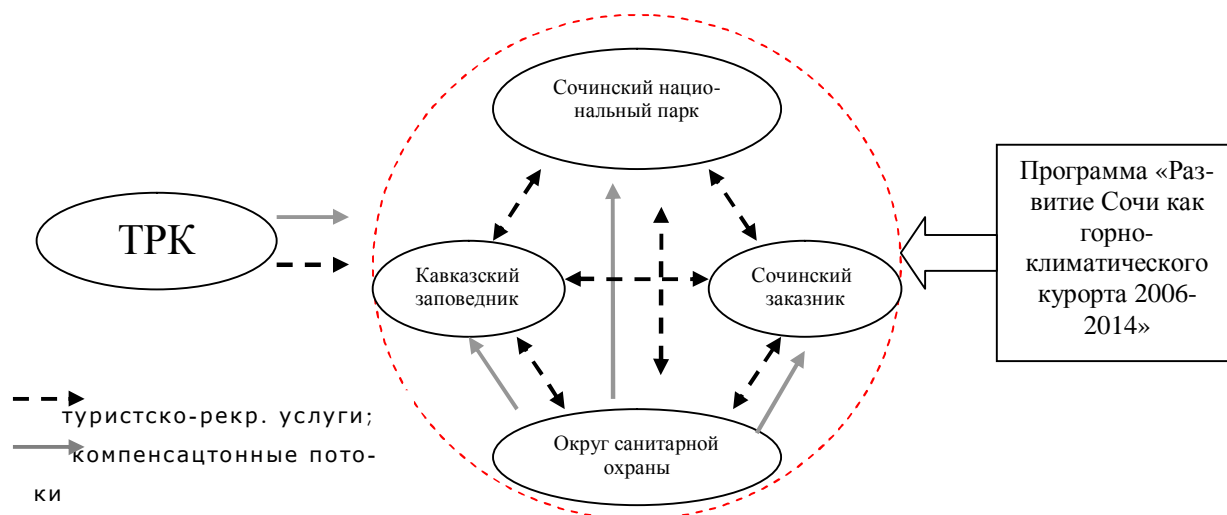 Сочинский нацио-
нальный парк
ТРК
Кавказский
заповедник
Сочинский
заказник
Округ санитарной
охраны
Программа «Раз-
витие Сочи как
горно-
климатического
курорта 2006-
2014»
туристско-рекр. услуги;
компенсацтонные пото-
ки